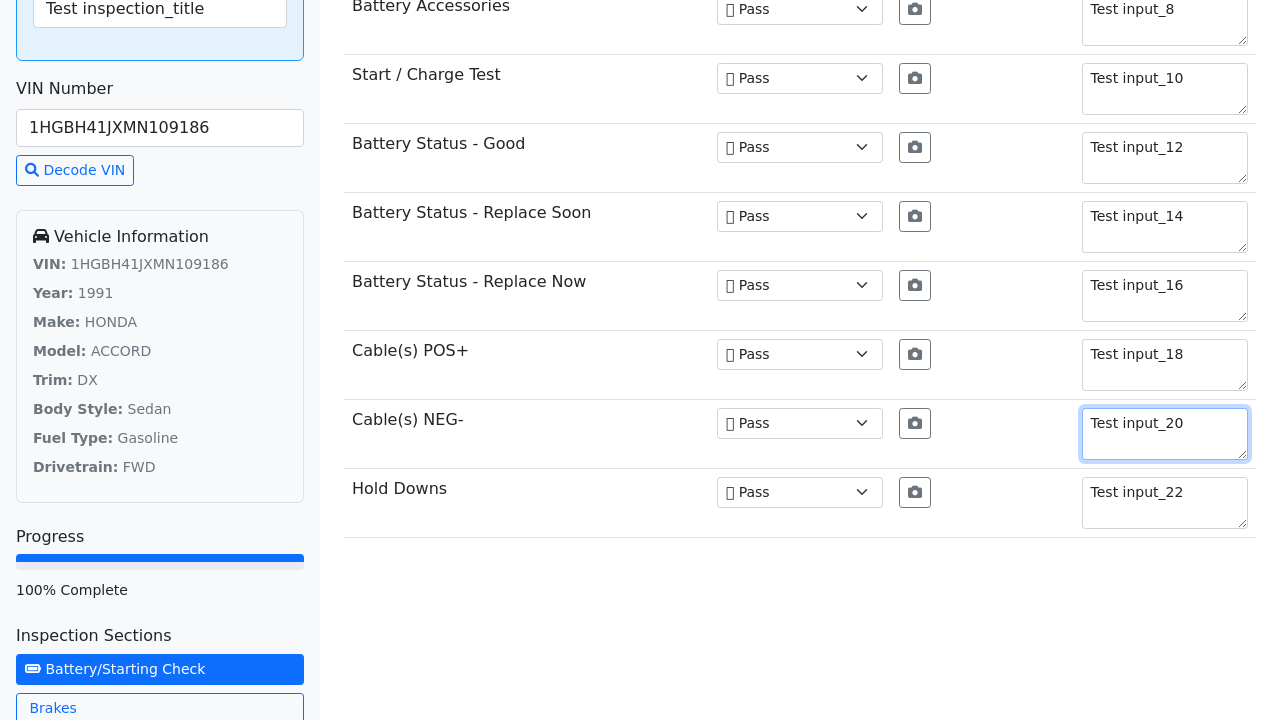 Test inspection_title
VIN Number
1HGBH41JXMN109186
Decode VIN
Vehicle Information
VIN: 1HGBH41JXMN109186
Year: 1991
Make: HONDA
Model: ACCORD
Trim: DX
Body Style: Sedan
Fuel Type: Gasoline
Drivetrain: FWD
Progress
100% Complete
Inspection Sections
Battery/Starting Check
Brakes
Battery Accessories Pass Test input_8
Start / Charge Test Pass Test input_10
Battery Status - Good Pass Test input_12
Battery Status - Replace Soon Pass Test input_14
Battery Status - Replace Now Pass Test input_16
Cable(s) POS+ Pass Test input_18
Cable(s) NEG- Pass Test input_20
Hold Downs Pass Test input_22